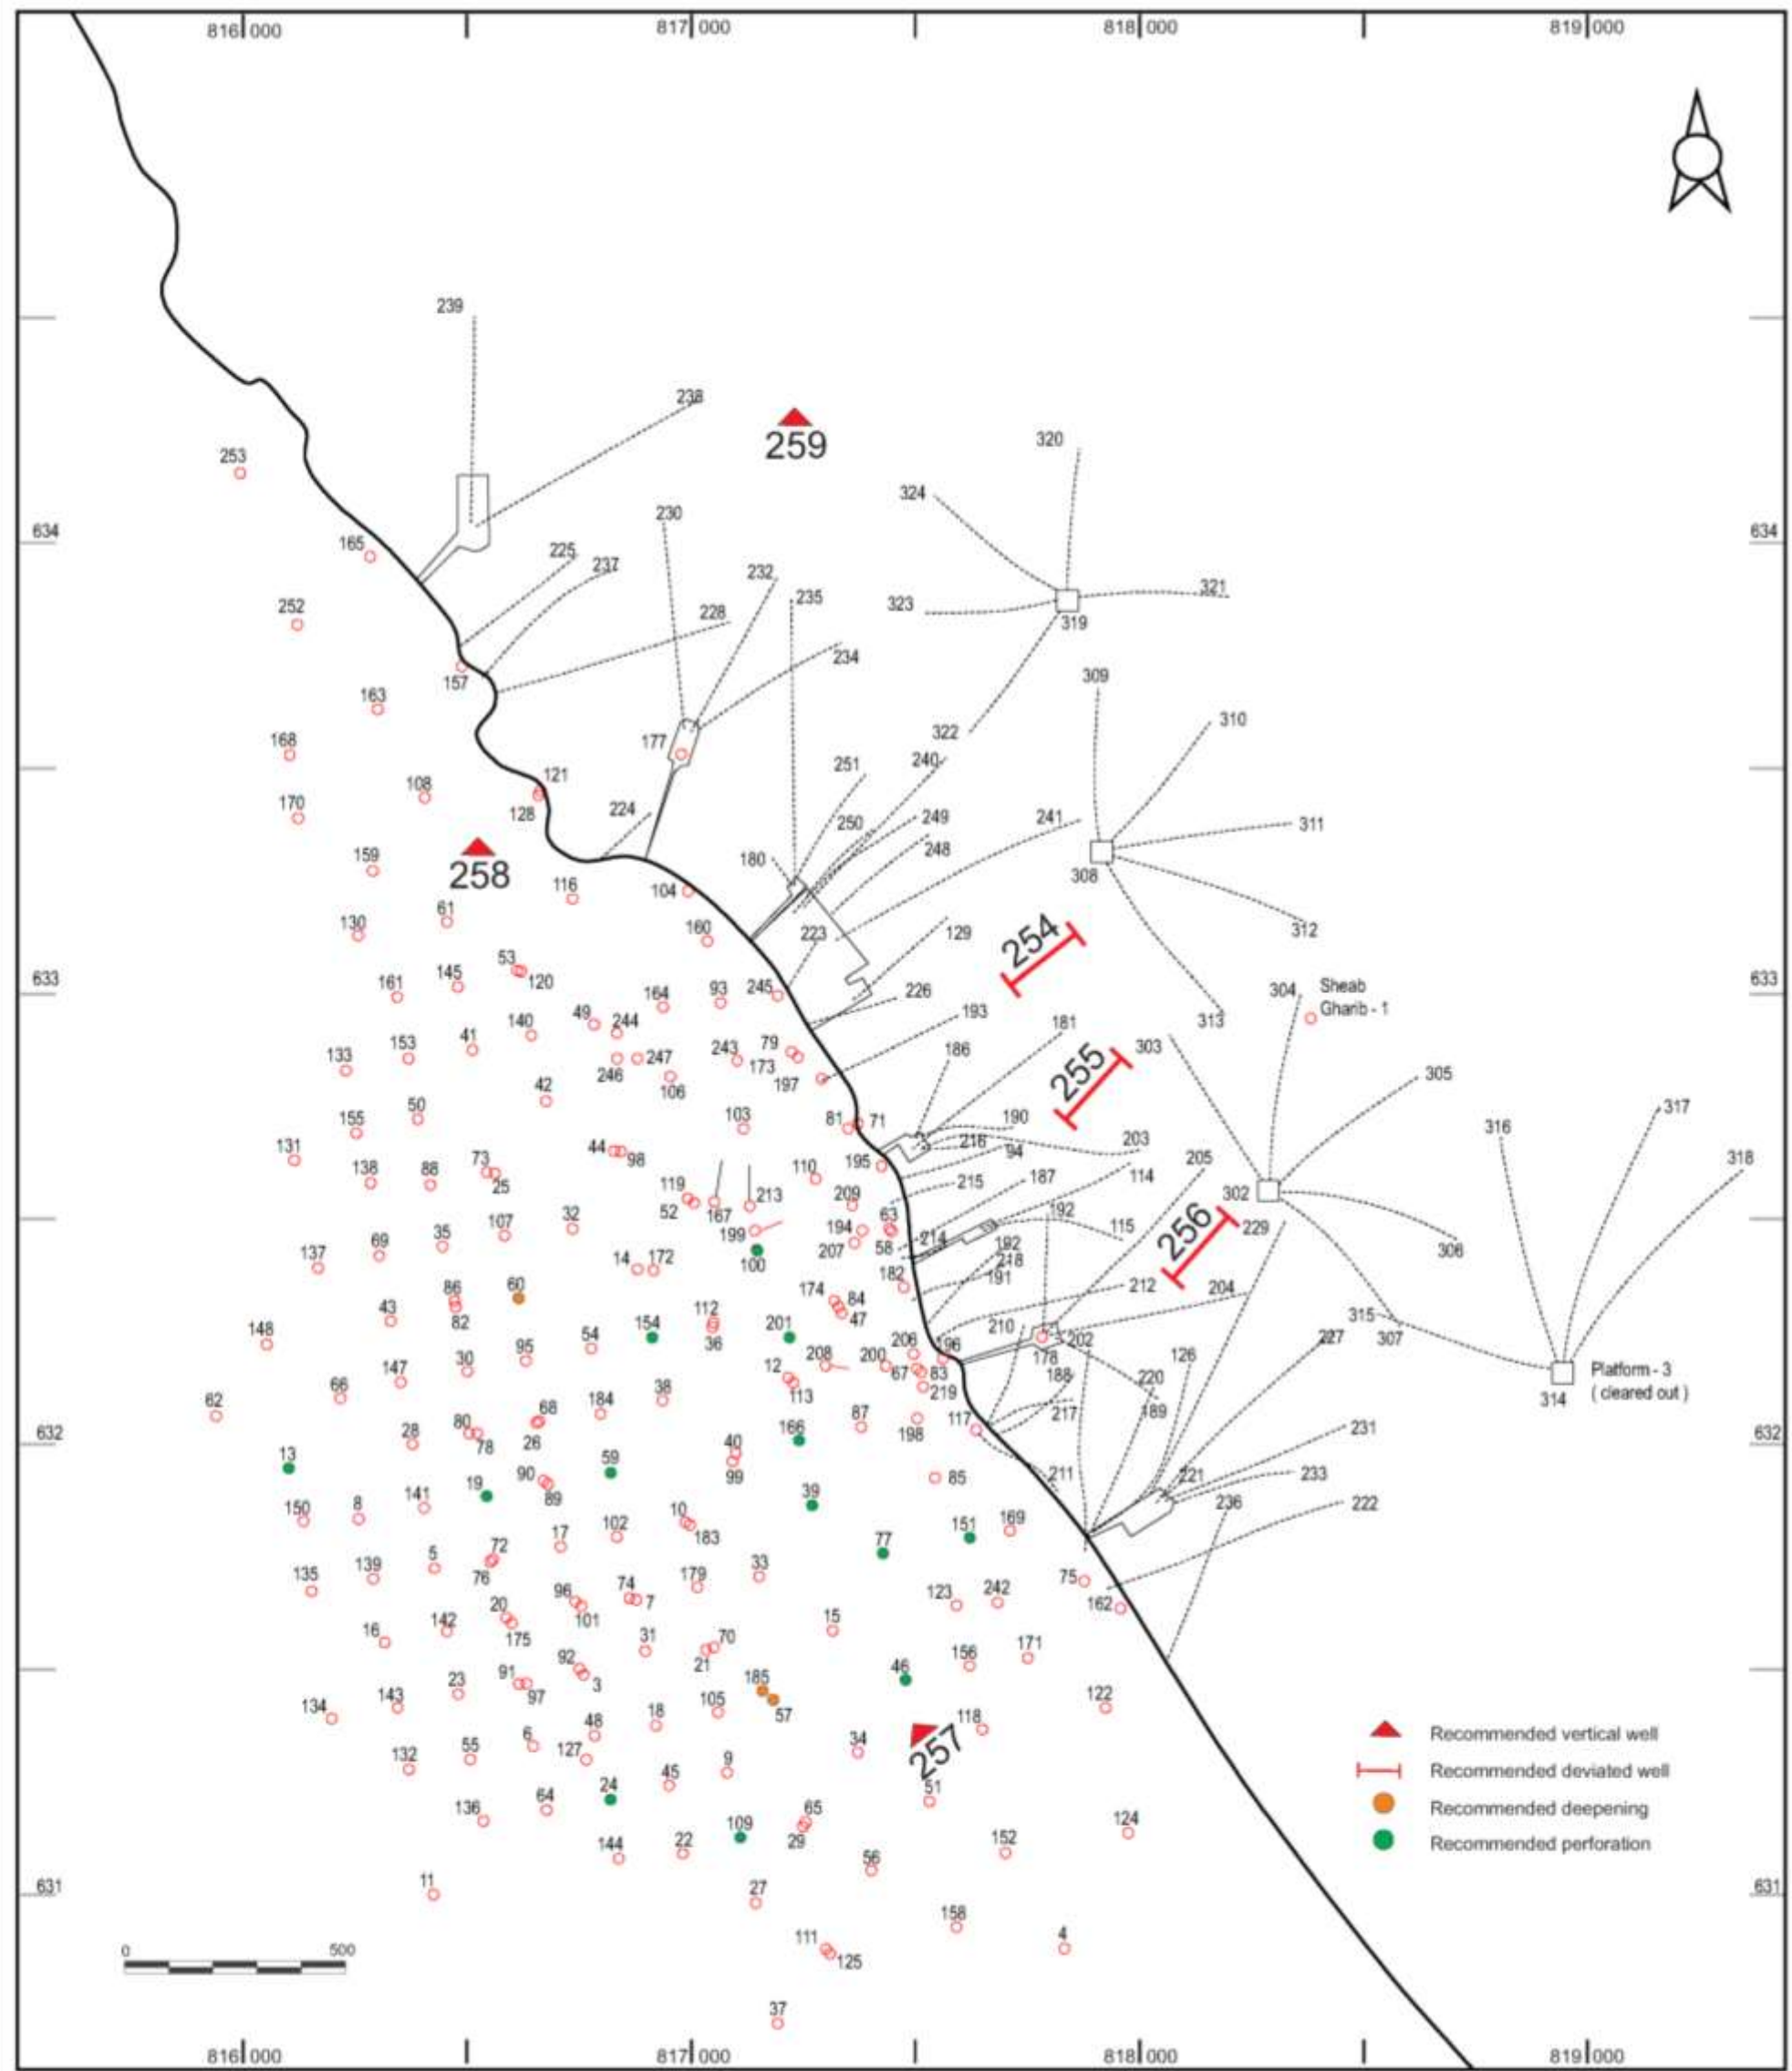 816 000 817 000 818 000 819 000
239
238
259
320
253
324
230
634 165 225 634
237 232
235 321
252 228 323
319
234
157 309
163
310
322
168 177 240
251
121
108
170 128 224 249 241 311
250
248
180 308
159 258
116 104
61 312
130 160 223 129 254
53
145 120 Sheab
633 161 164 93 245 226 304 Gharib - 1 633
49 244 193 313
140 181
41 79 303
153 243 186 255
133 246 247 173 305
106 197
42
50 103 81 71 190 317
155 316
131 44 98 216 203
94
73 195 205 318
138 88 110 187 114
25 119 209 215
52 167 213 302
32 63 192 115 229 256
107 199 194 306
137 69 35 207 58 214 192
14 172 100 218
182 191
86 60 174 84 212 204
43 112 315
82 154 201 47 210 307
148 54 36 206 196 202 227
95 208 200 178 126 Platform - 3
147 30 12 67 83 188 220 314 ( cleared out )
66 113 219
62 38 217 189
68 184 87 117
80 166 198 231
632 28 78 26 40 632
13 59 99 85 211 221 233
19 90
89 39 236 222
150 8 141 10
102 183 151 169
17 77
72
135 139 5 76 179 33 75
96 74 123 242
20 7 162
142 101 15
16 175 31 70
21 156 171
92 46
91 185
23 3 105 57
134 143 97 18 122
48 118
6 34 257 Recommended vertical well
132 55 127 9
45 51 Recommended deviated well
24
64 65 Recommended deepening
136 109 124
144 22 29 152 Recommended perforation
56
631 11 27 631
158
4
0 500 111
125
37
816 000 817 000 818 000 819 000